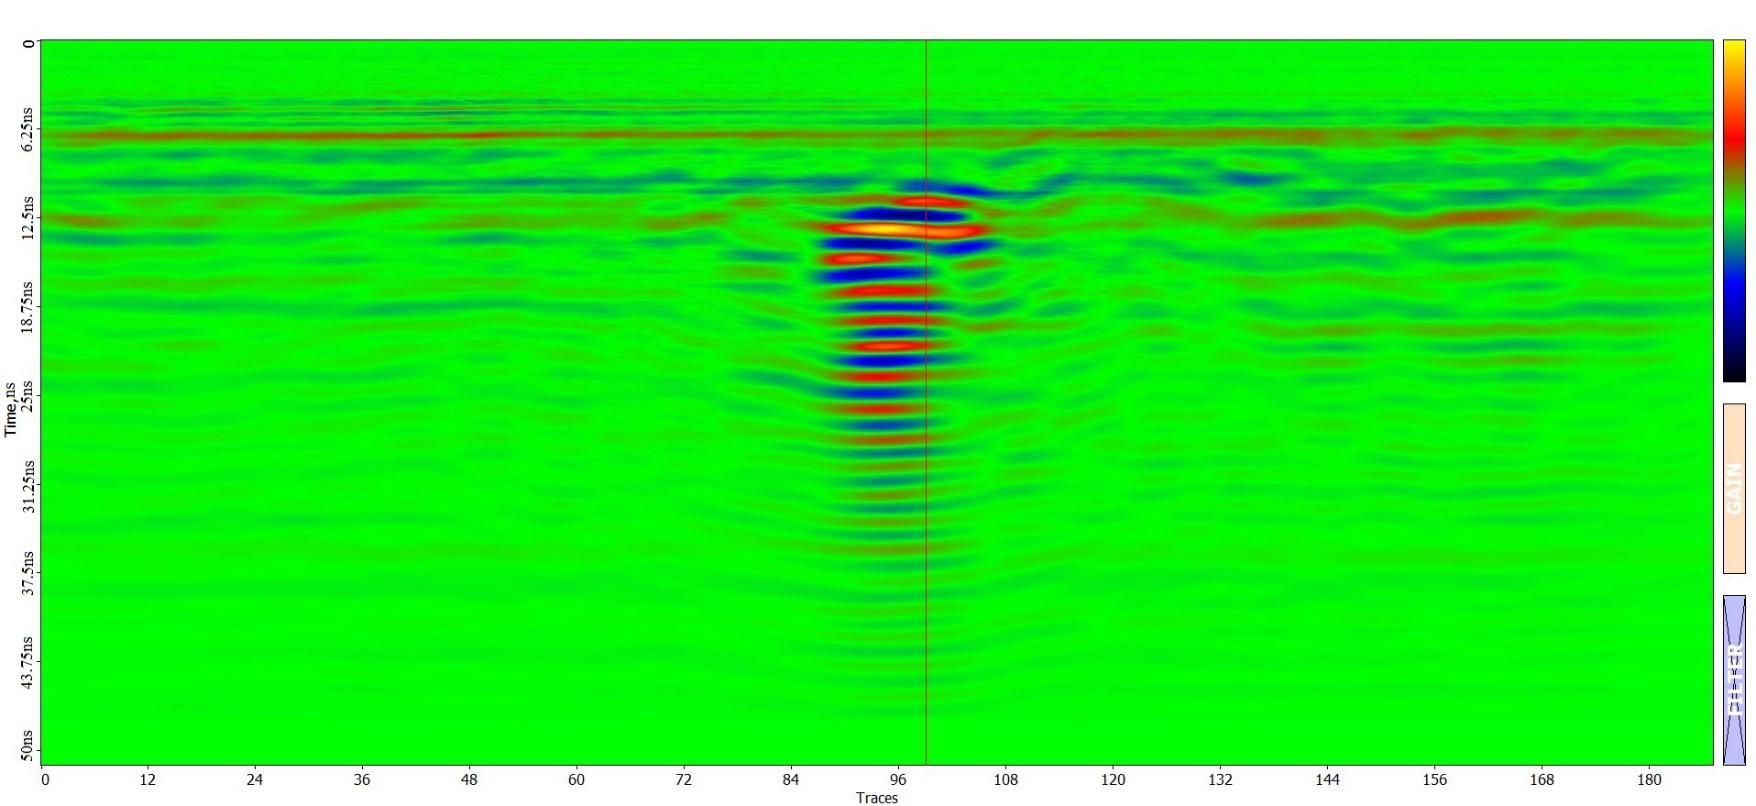 0
6.25ns
12.5ns
18.75ns
25ns
31.25ns
37.5ns
43.75ns
50ns
Time,ns
0 12 24 36 48 60 72 84 96 108 120 132 144 156 168 180
Traces
GAIN
FILTER